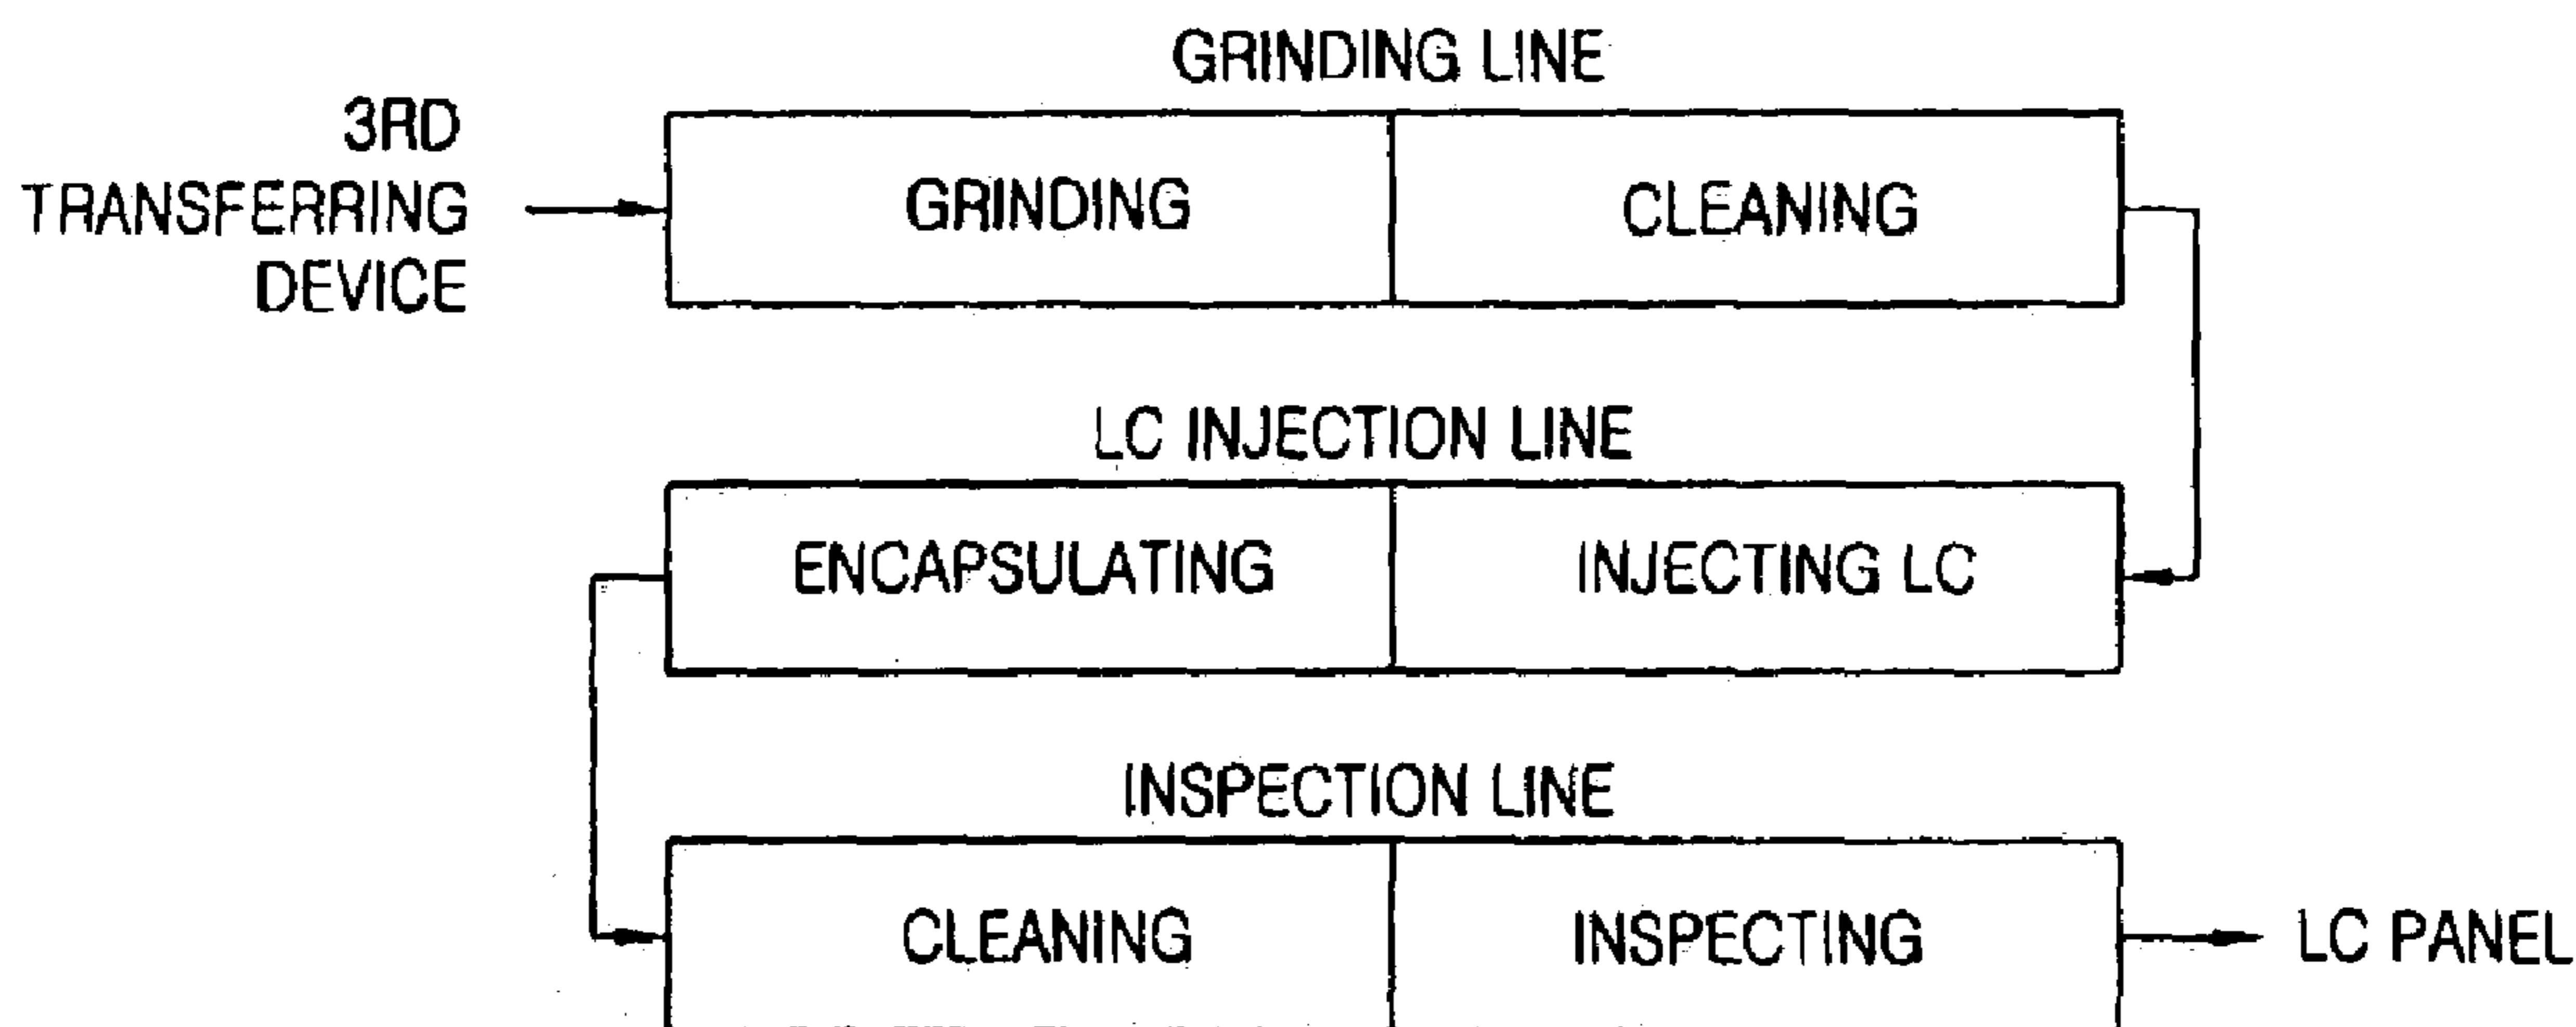 GRINDING LINE
3RD
TRANSFERRING
DEVICE
GRINDING
CLEANING
LC INJECTION LINE
ENCAPSULATING
INJECTING LC
INSPECTION LINE
CLEANING
INSPECTING
LC PANEL